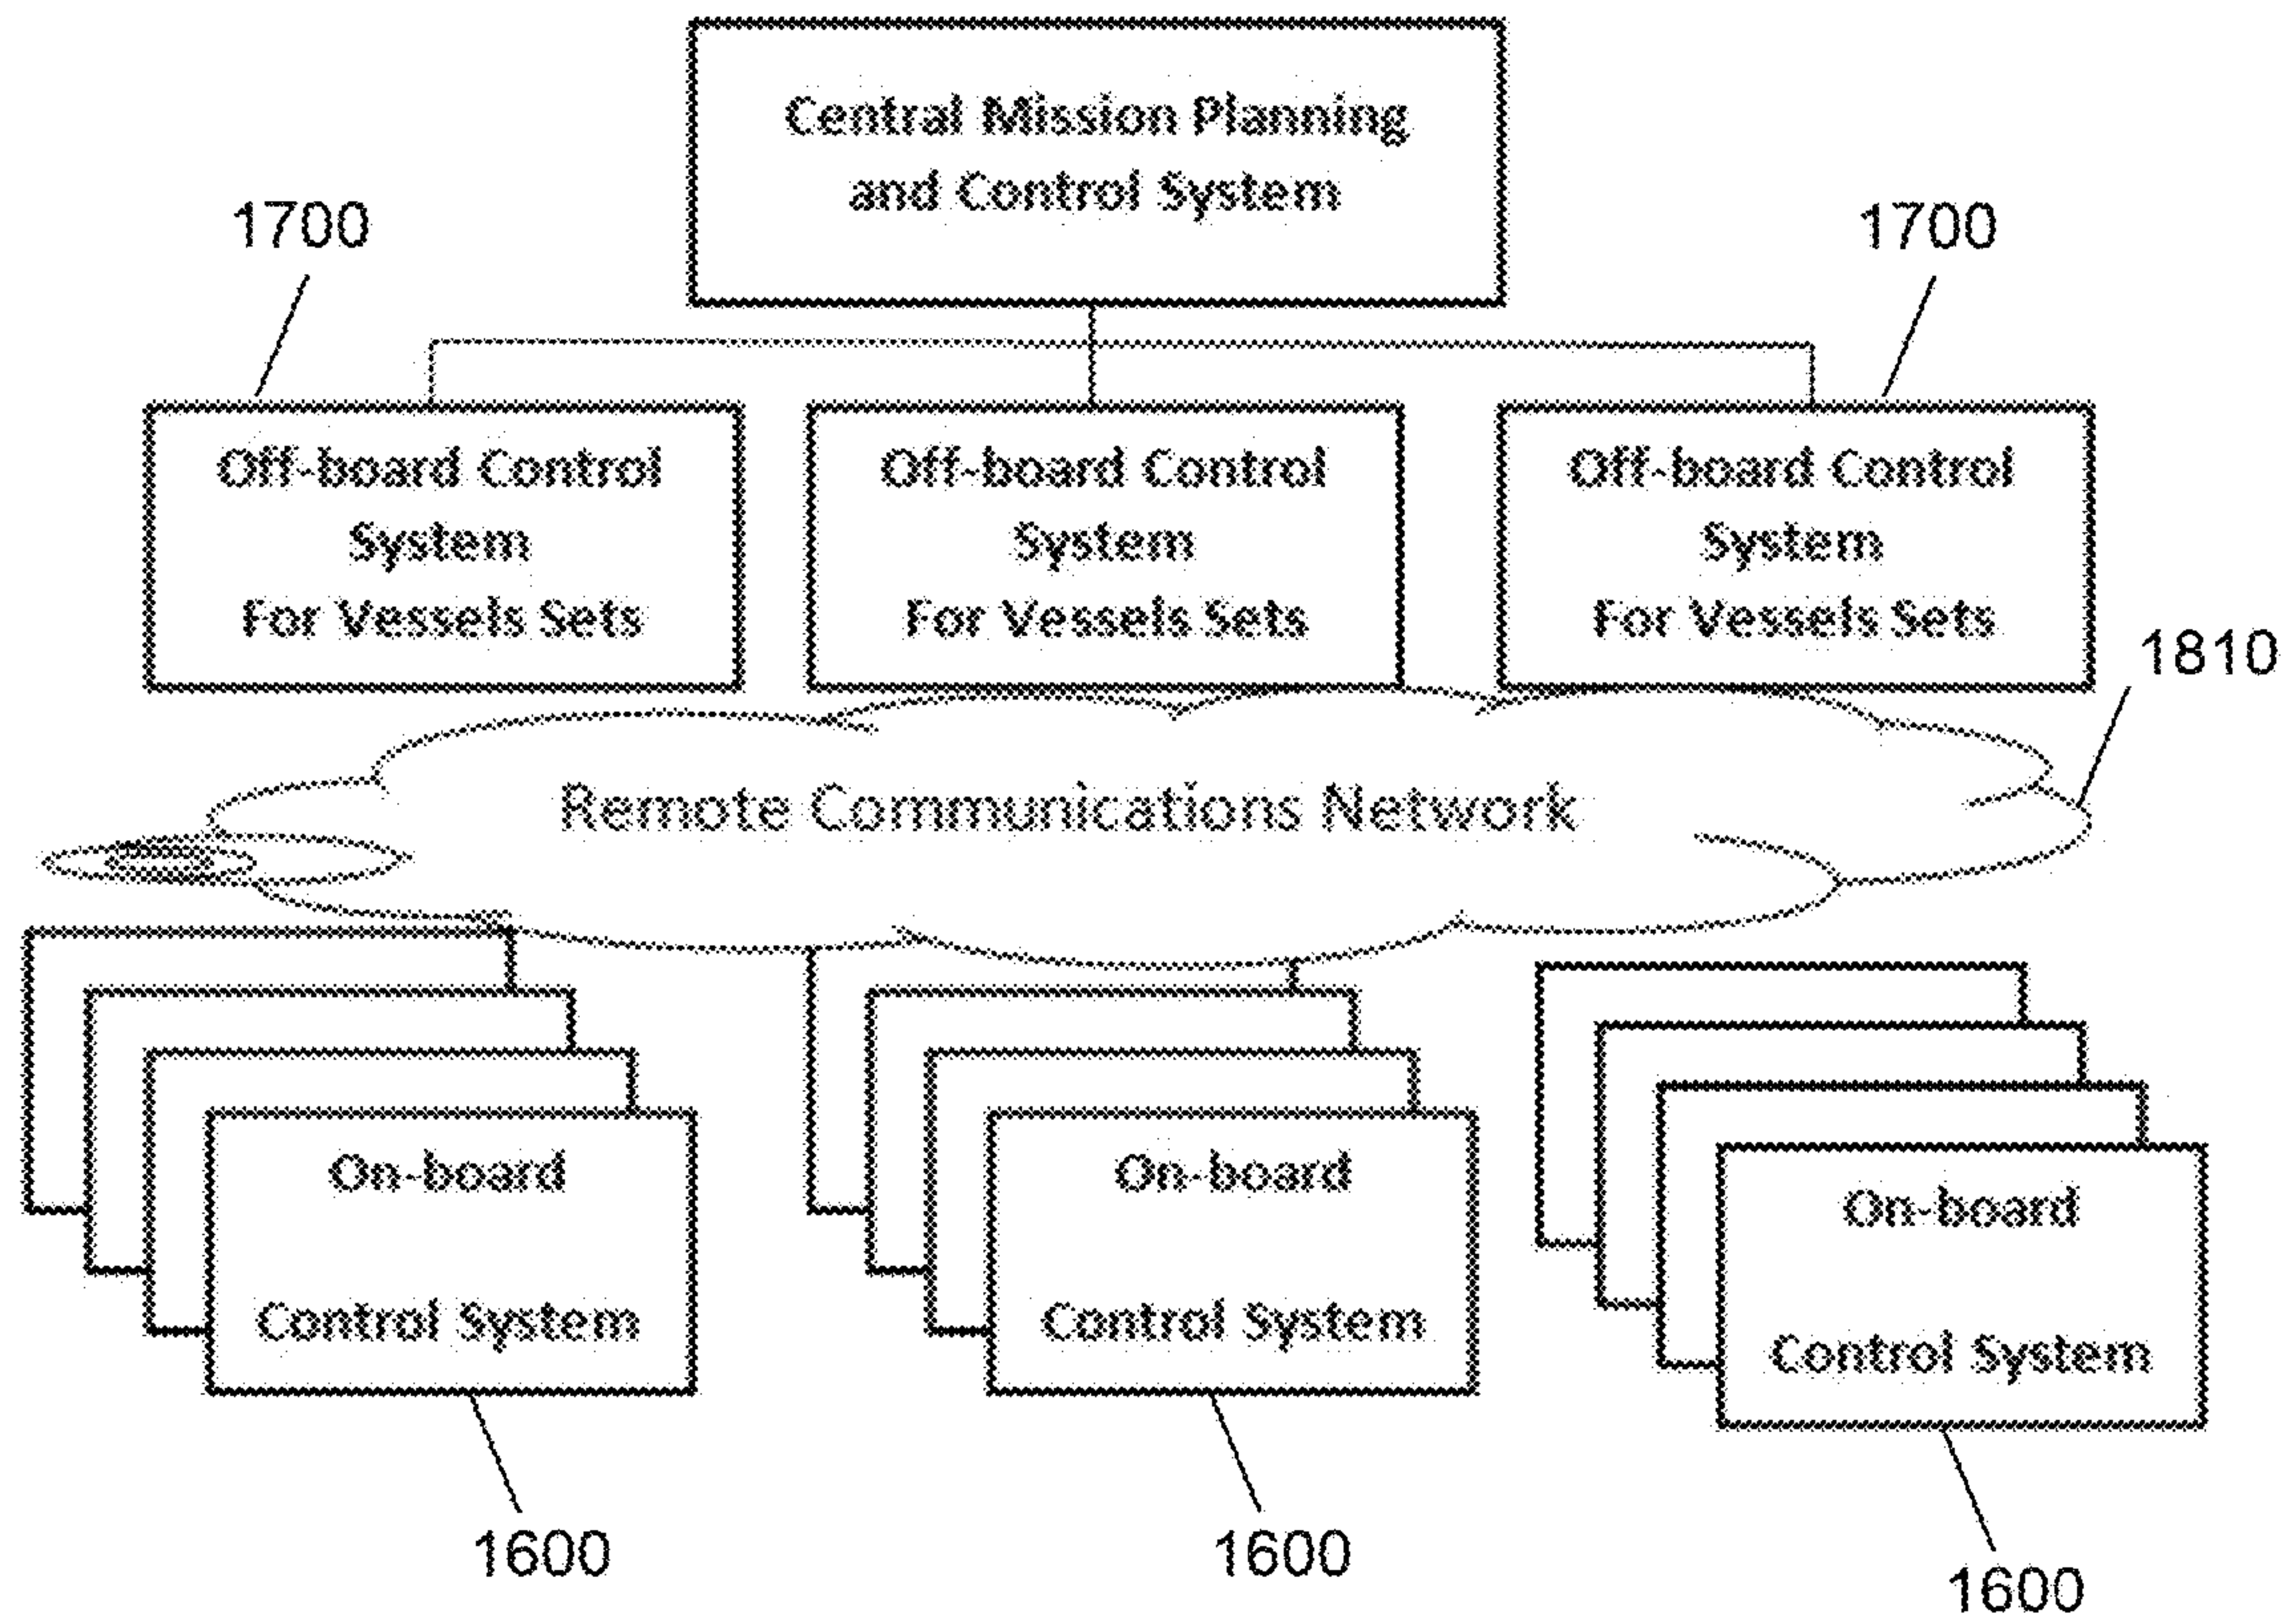 Central Mission Planning
and Control System
1700
1700
Off-board Control
System
For Vessels Sets
Off-board Control
System
For Vessels Sets
Off-board Control
System
For Vessels Sets
1810
Remote Communications Network
On-board
Control System
On-board
Control System
On-board
Control System
1600
1600
1600